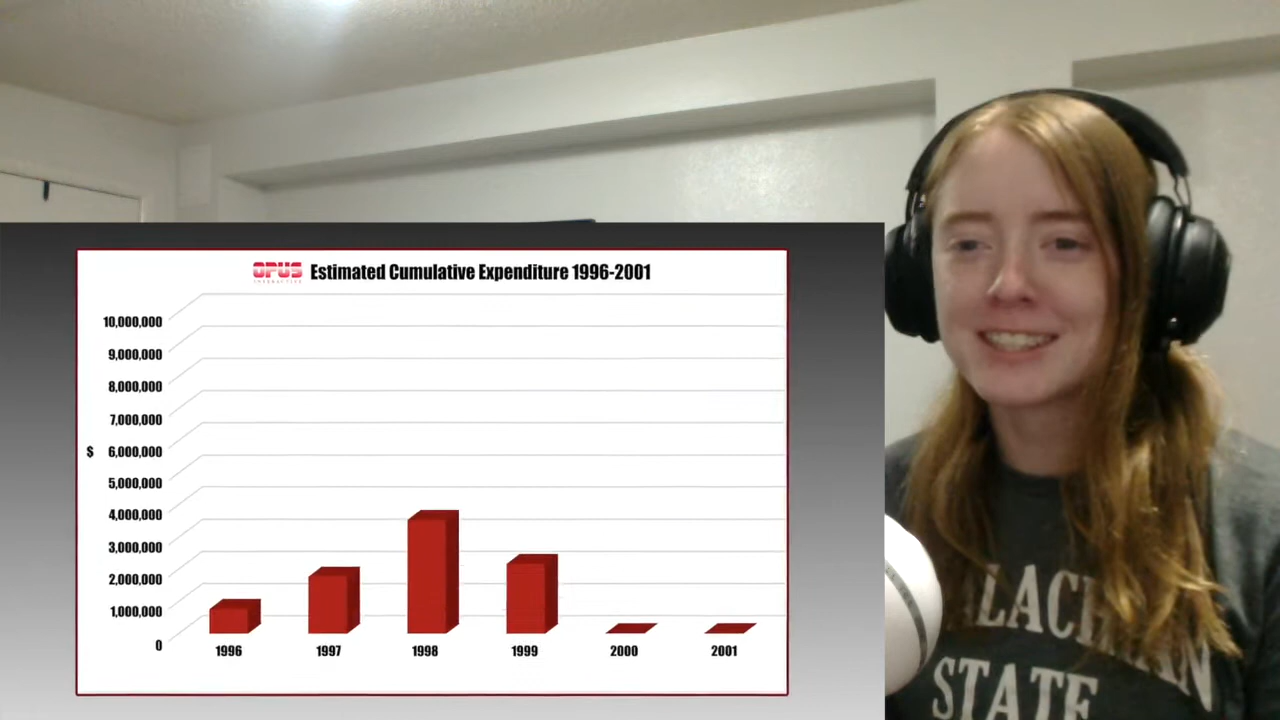 OPUS Estimated Cumulative Expenditure 1996-2001
INTERACTIVE
10,000,000
9,000,000
8,000,000
7,000,000
$ 6,000,000
5,000,000
4,000,000
3,000,000
2,000,000
1,000,000
0
1996 1997 1998 1999 2000 2001
STATE